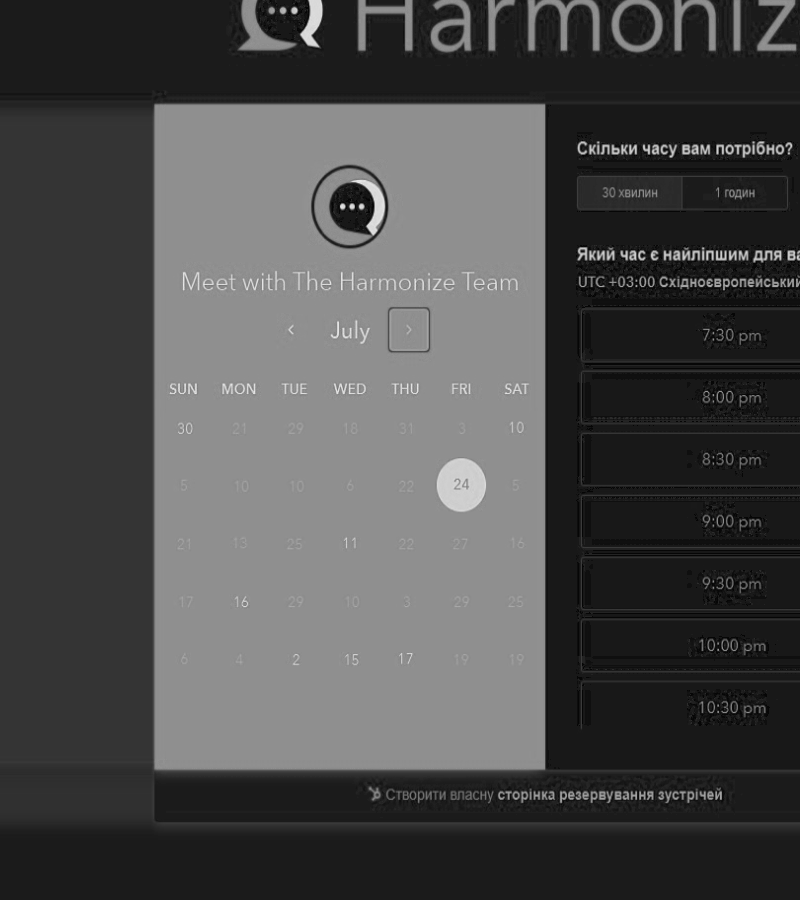 Harmoniz
Meet with The Harmonize Team
July
SUN MON TUE WED THU FRI SAT
30 21 29 18 31 3 10
5 10 10 6 22 24 5
21 13 25 11 22 27 16
17 16 29 10 3 29 25
6 4 2 15 17 19 19
Скільки часу вам потрібно?
30 хвилин 1 годин
Який час є найліпшим для ва
UTC +03:00 Східноєвропейський
7:30 pm
8:00 pm
8:30 pm
9:00 pm
9:30 pm
10:00 pm
10:30 pm
Створити власну сторінка резервування зустрічей